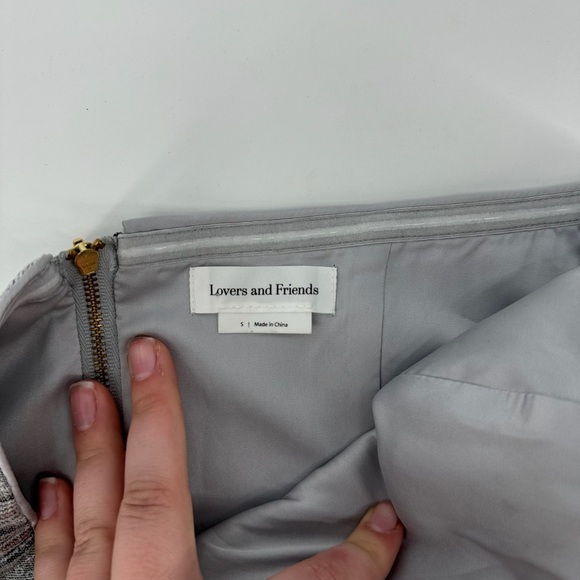 Lovers and Friends
S | Made in China